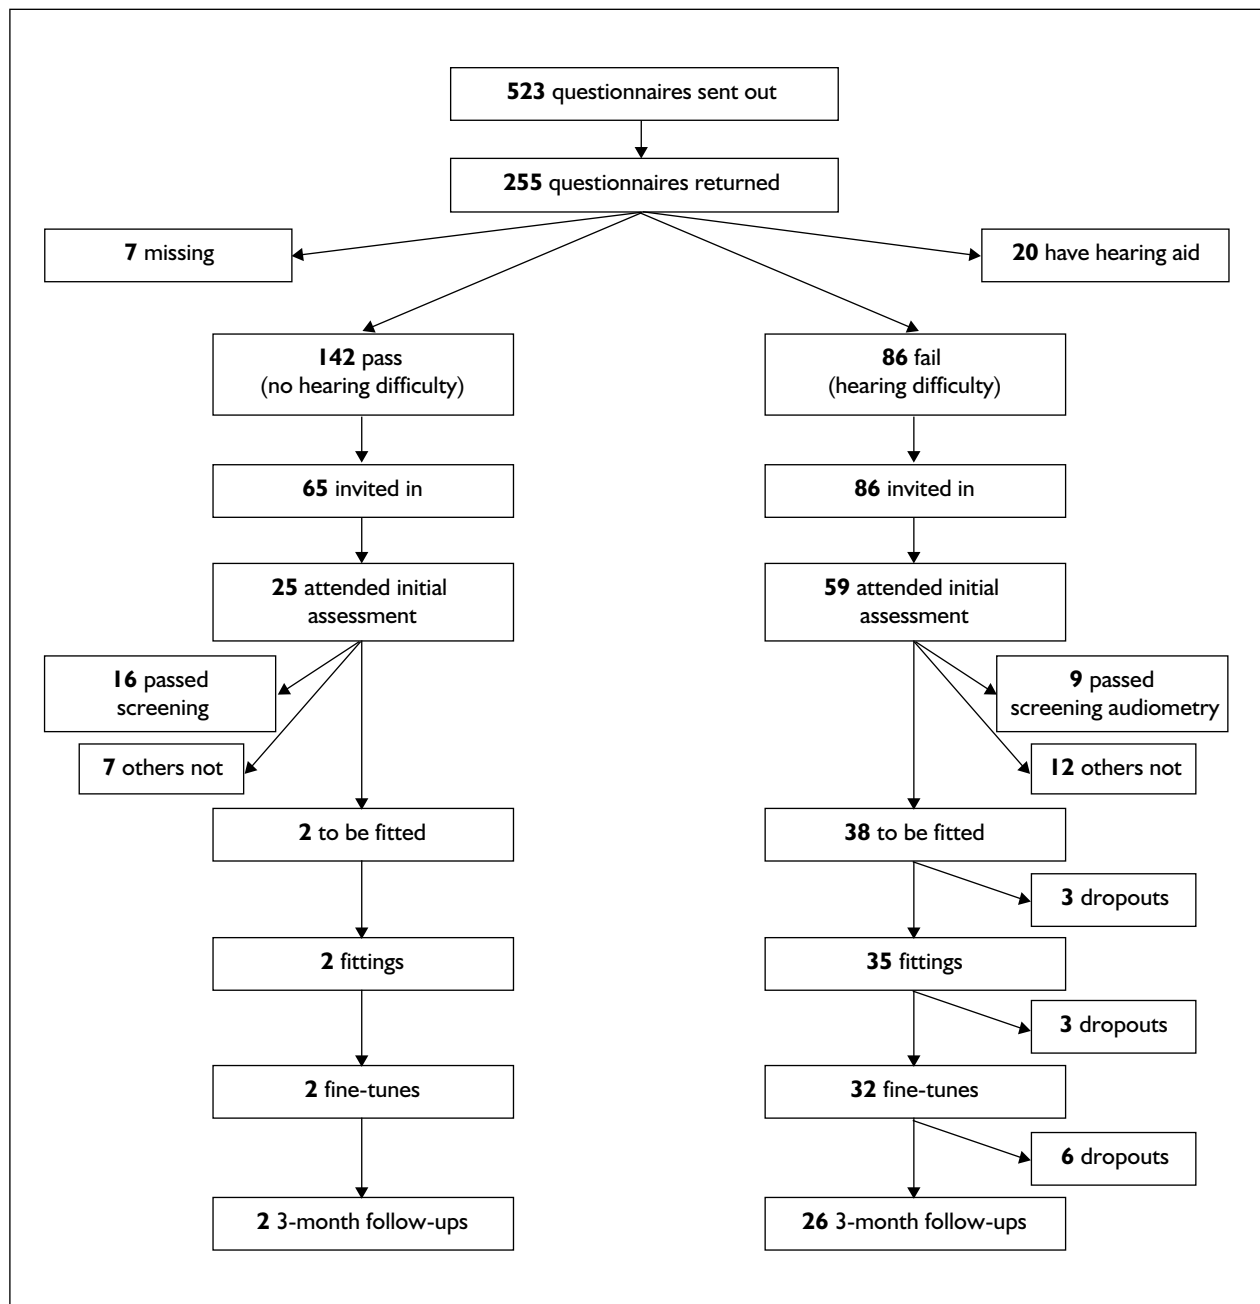 523 questionnaires sent out
255 questionnaires returned
7 missing
20 have hearing aid
142 pass
(no hearing difficulty)
86 fail
(hearing difficulty)
65 invited in
86 invited in
25 attended initial
assessment
59 attended initial
assessment
16 passed
screening
9 passed
screening audiometry
7 others not
12 others not
2 to be fitted
38 to be fitted
3 dropouts
2 fittings
35 fittings
3 dropouts
2 fine-tunes
32 fine-tunes
6 dropouts
2 3-month follow-ups
26 3-month follow-ups